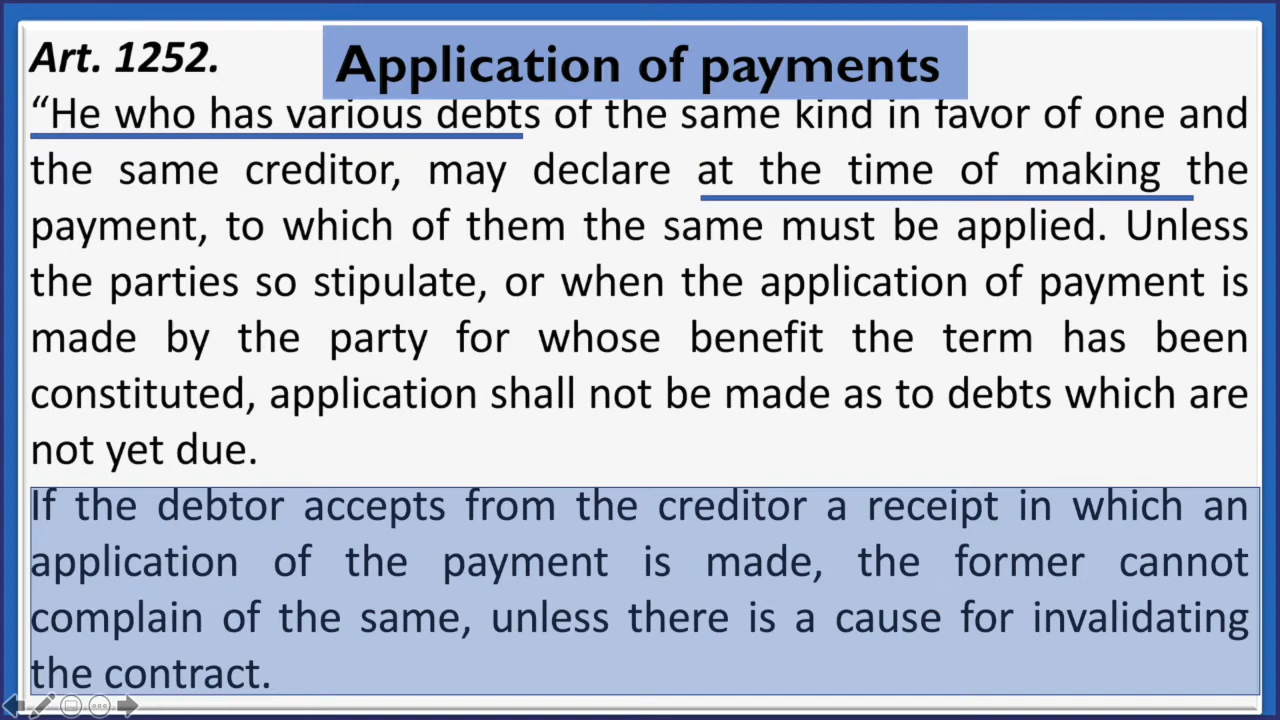 Art. 1252.
Application of payments
“He who has various debts of the same kind in favor of one and
the same creditor, may declare at the time of making the
payment, to which of them the same must be applied. Unless
the parties so stipulate, or when the application of payment is
made by the party for whose benefit the term has been
constituted, application shall not be made as to debts which are
not yet due.
If the debtor accepts from the creditor a receipt in which an
application of the payment is made, the former cannot
complain of the same, unless there is a cause for invalidating
the contract.